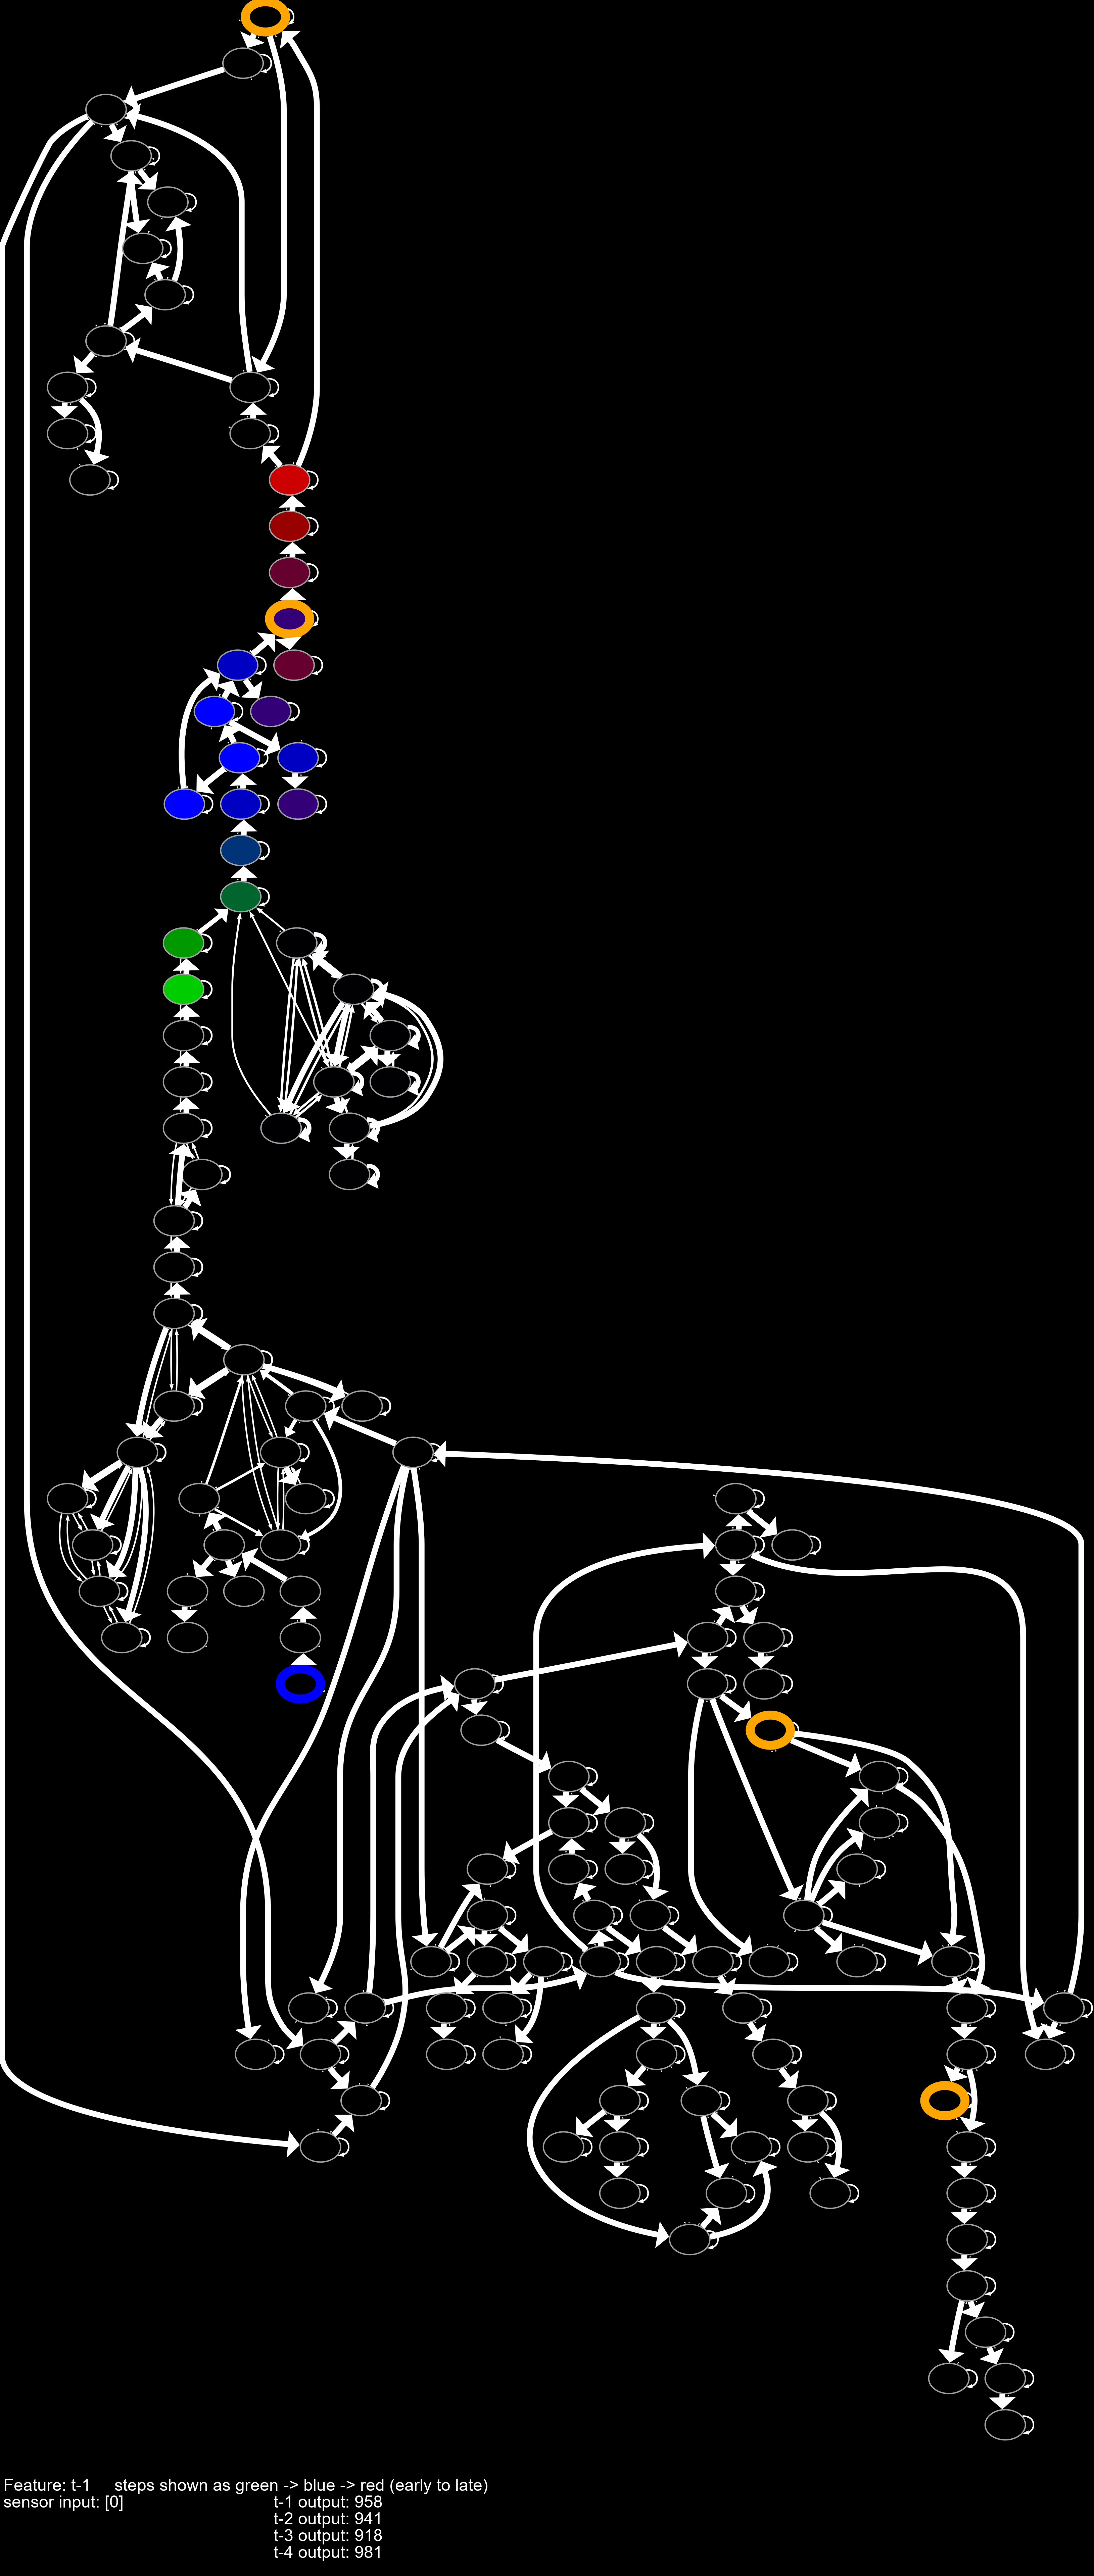 Feature: t-1 steps shown as green -> blue -> red (early to late)
sensor input: [0] t-1 output: 958
t-2 output: 941
t-3 output: 918
t-4 output: 981